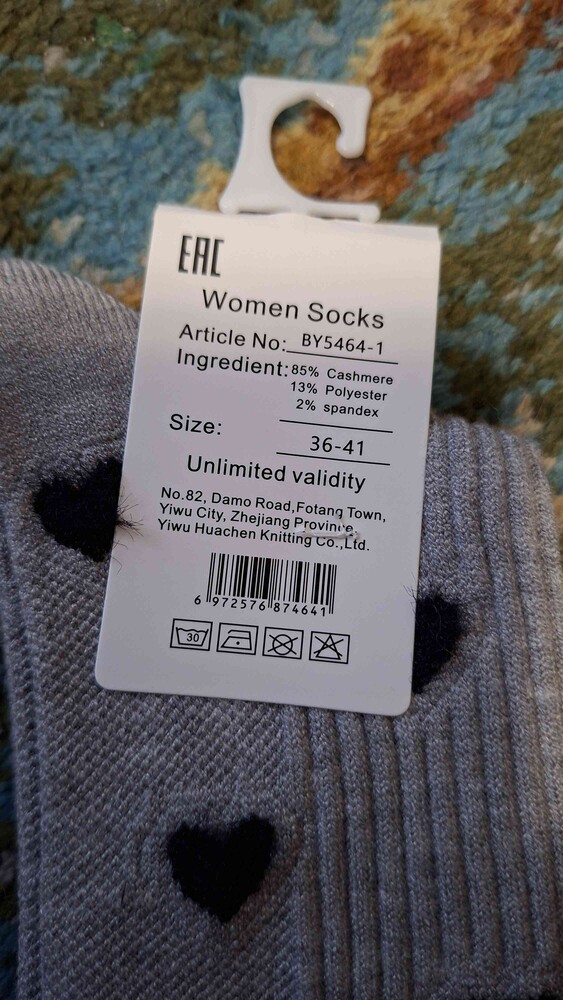 EAC
Women Socks
Article No: BY5464-1
Ingredient: 85% Cashmere
13% Polyester
2% spandex
Size: 36-41
Unlimited validity
No.82, Damo Road,Fotang Town,
Yiwu City, Zhejiang Province
Yiwu Huachen Knitting Co.,Ltd.
6 972576 874641
30